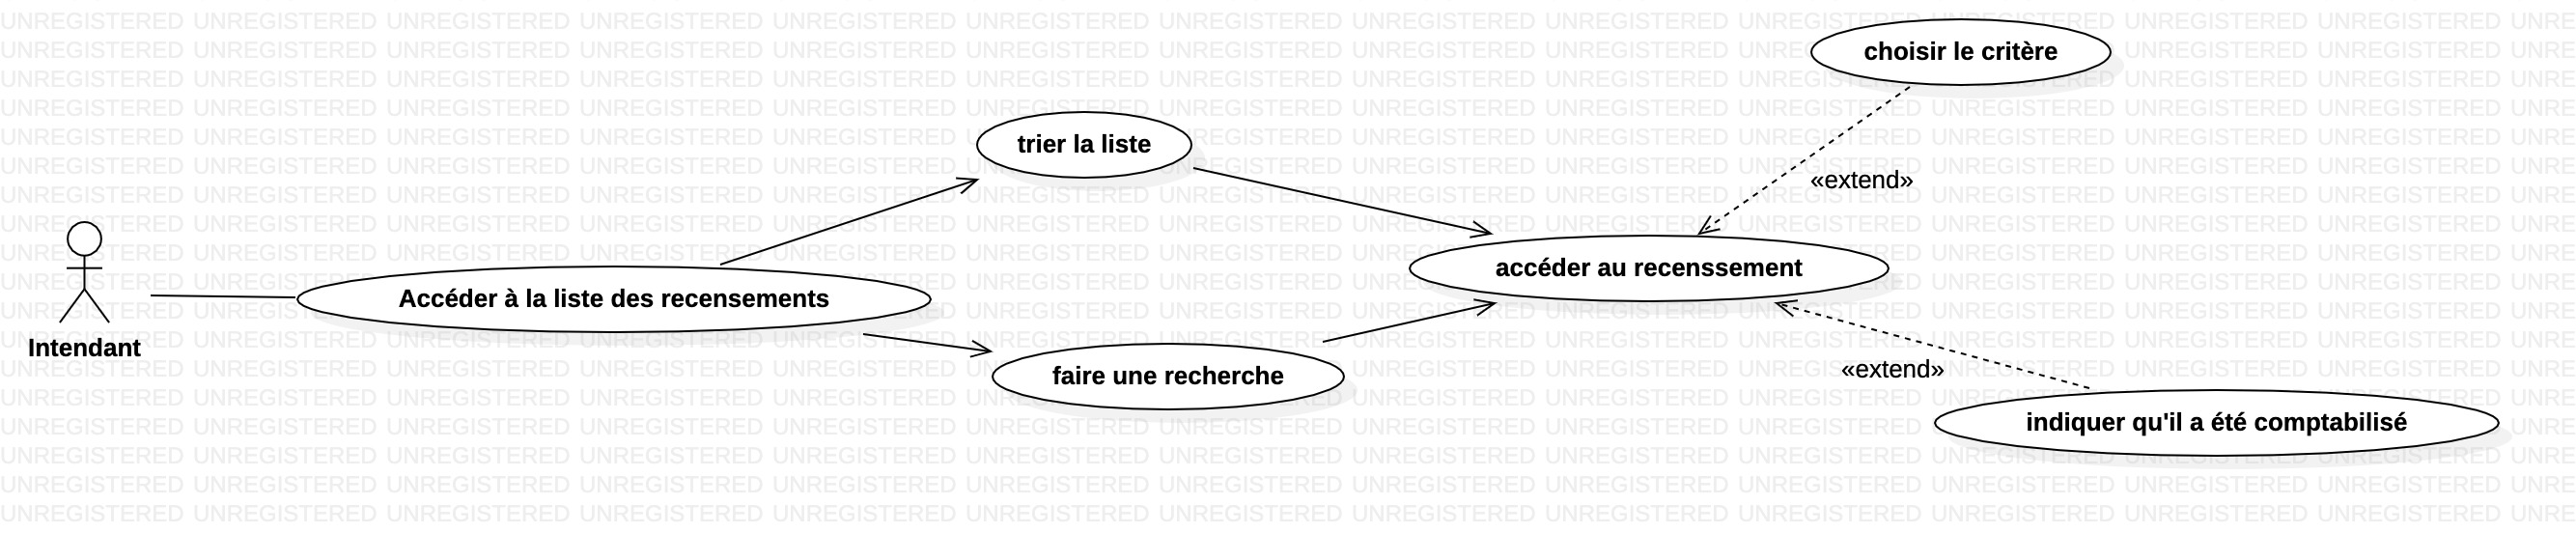 choisir le critère
trier la liste
«extend»
accéder au recenssement
Accéder à la liste des recensements
Intendant
faire une recherche
«extend»
indiquer qu'il a été comptabilisé
UNREGISTERED